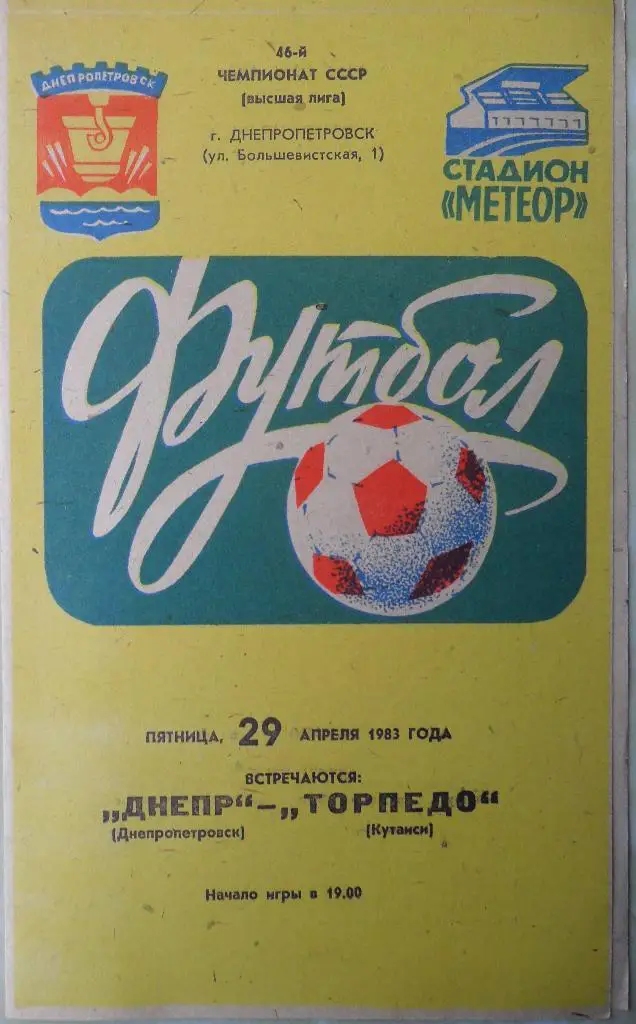 46-й
ЧЕМПИОНАТ СССР
(высшая лига)
г. ДНЕПРОПЕТРОВСК
(ул. Большевистская, 1)
ДНЕПРОПЕТРОВСК
СТАДИОН
«МЕТЕОР»
Футбол
ПЯТНИЦА, 29 АПРЕЛЯ 1983 ГОДА
ВСТРЕЧАЮТСЯ:
„ДНЕПР“–„ТОРПЕДО“
(Днепропетровск) (Кутаиси)
Начало игры в 19.00